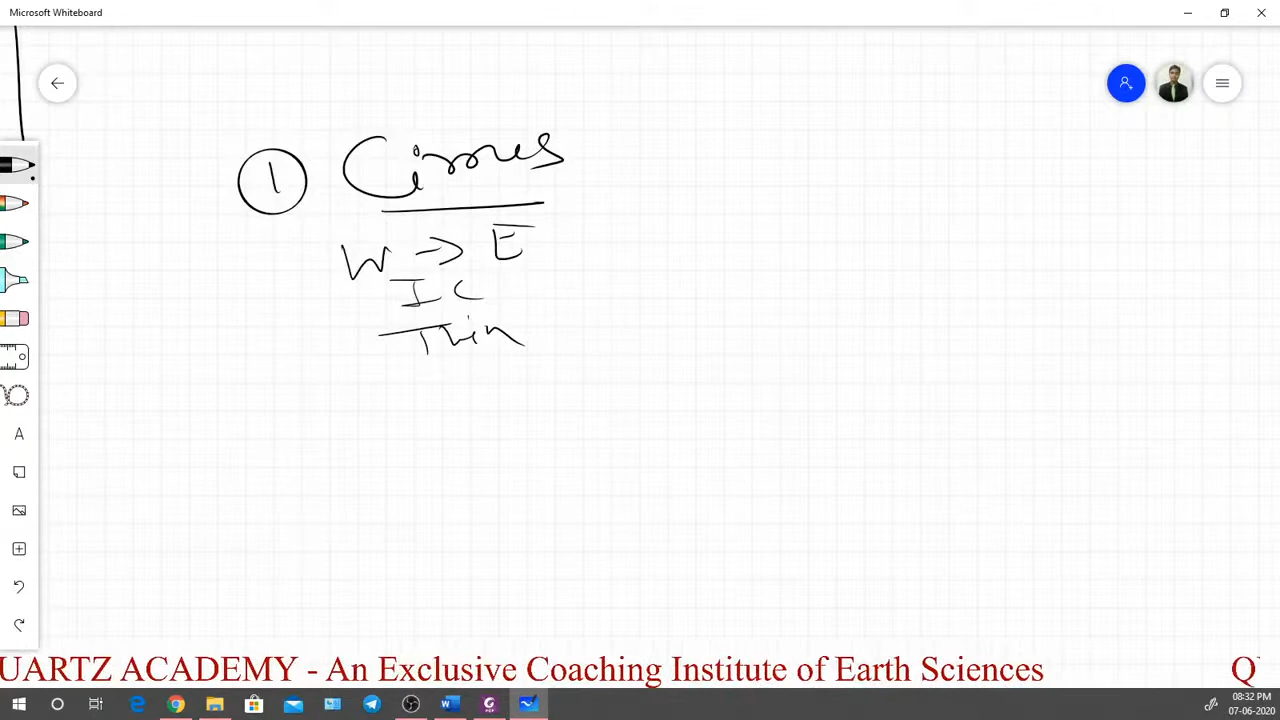 Microsoft Whiteboard
① Cirrus
W → E
IC
Thin
A
UARTZ ACADEMY - An Exclusive Coaching Institute of Earth Sciences Q
08:32 PM
07-06-2020